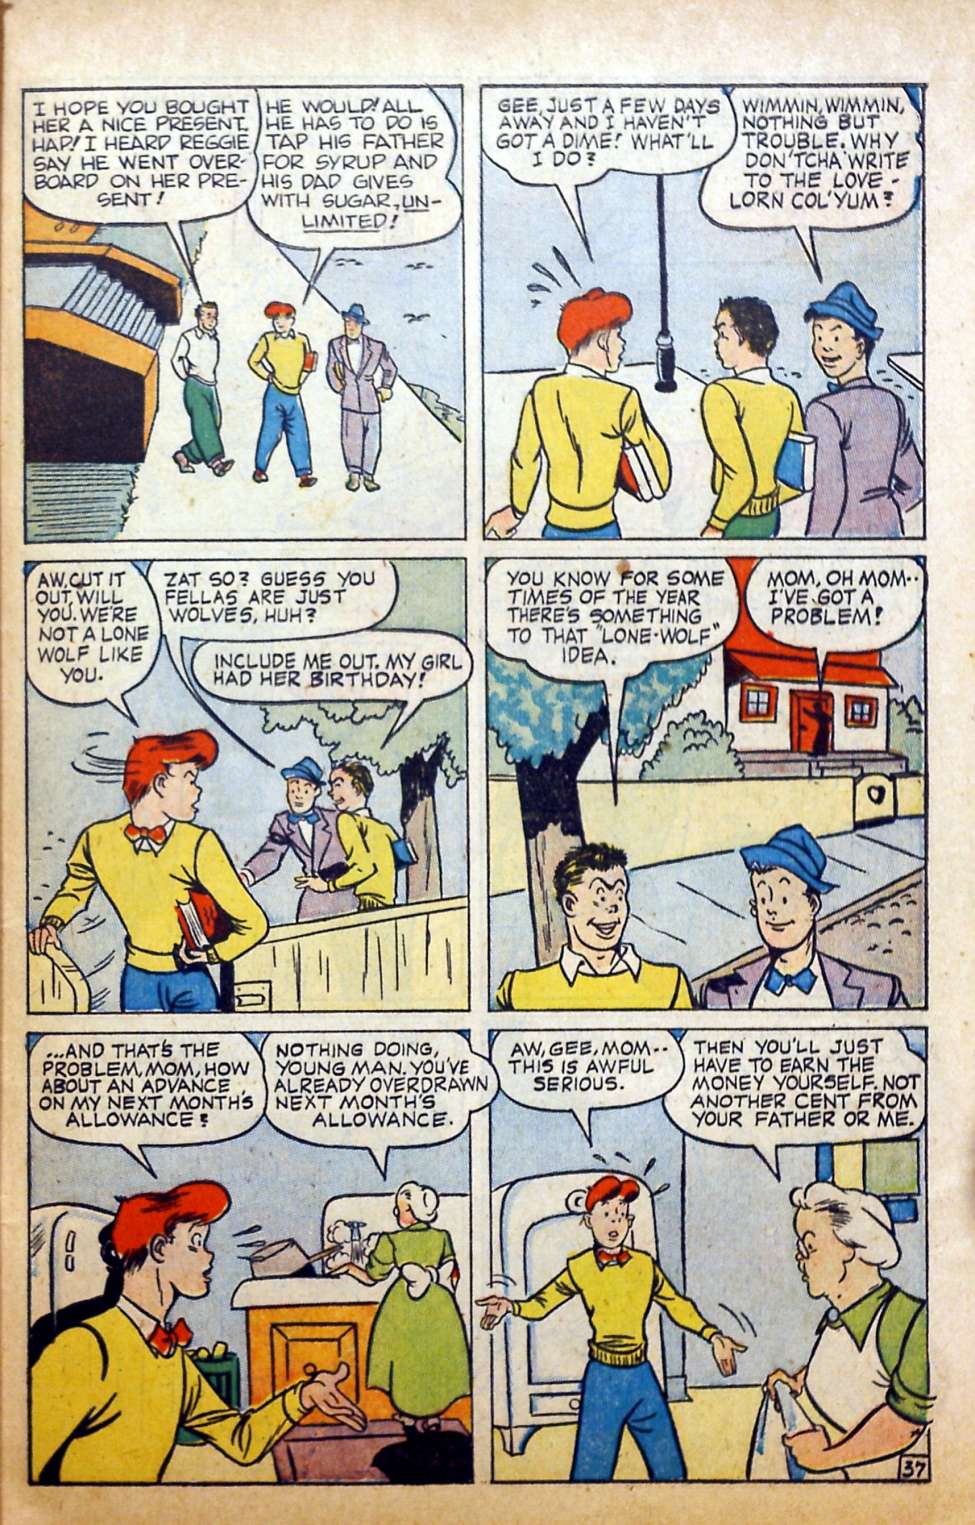 I HOPE YOU BOUGHT
HER A NICE PRESENT,
HAP! I HEARD REGGIE
SAY HE WENT OVER-
BOARD ON HER PRE-
SENT!
HE WOULD! ALL
HE HAS TO DO IS
TAP HIS FATHER
FOR SYRUP AND
HIS DAD GIVES
WITH SUGAR, UN-
LIMITED!
GEE, JUST A FEW DAYS
AWAY AND I HAVEN'T
GOT A DIME! WHAT'LL
I DO?
WIMMIN, WIMMIN,
NOTHING BUT
TROUBLE. WHY
DON'TCHA WRITE
TO THE LOVE-
LORN COL'YUM?
AW, CUT IT
OUT, WILL
YOU. WE'RE
NOT A LONE
WOLF LIKE
YOU.
ZAT SO? GUESS YOU
FELLAS ARE JUST
WOLVES, HUH?
INCLUDE ME OUT. MY GIRL
HAD HER BIRTHDAY!
YOU KNOW FOR SOME
TIMES OF THE YEAR
THERE'S SOMETHING
TO THAT "LONE-WOLF"
IDEA.
MOM, OH MOM--
I'VE GOT A
PROBLEM!
...AND THAT'S THE
PROBLEM, MOM, HOW
ABOUT AN ADVANCE
ON MY NEXT MONTH'S
ALLOWANCE?
NOTHING DOING,
YOUNG MAN. YOU'VE
ALREADY OVERDRAWN
NEXT MONTH'S
ALLOWANCE.
AW, GEE, MOM--
THIS IS AWFUL
SERIOUS.
THEN YOU'LL JUST
HAVE TO EARN THE
MONEY YOURSELF. NOT
ANOTHER CENT FROM
YOUR FATHER OR ME.
37